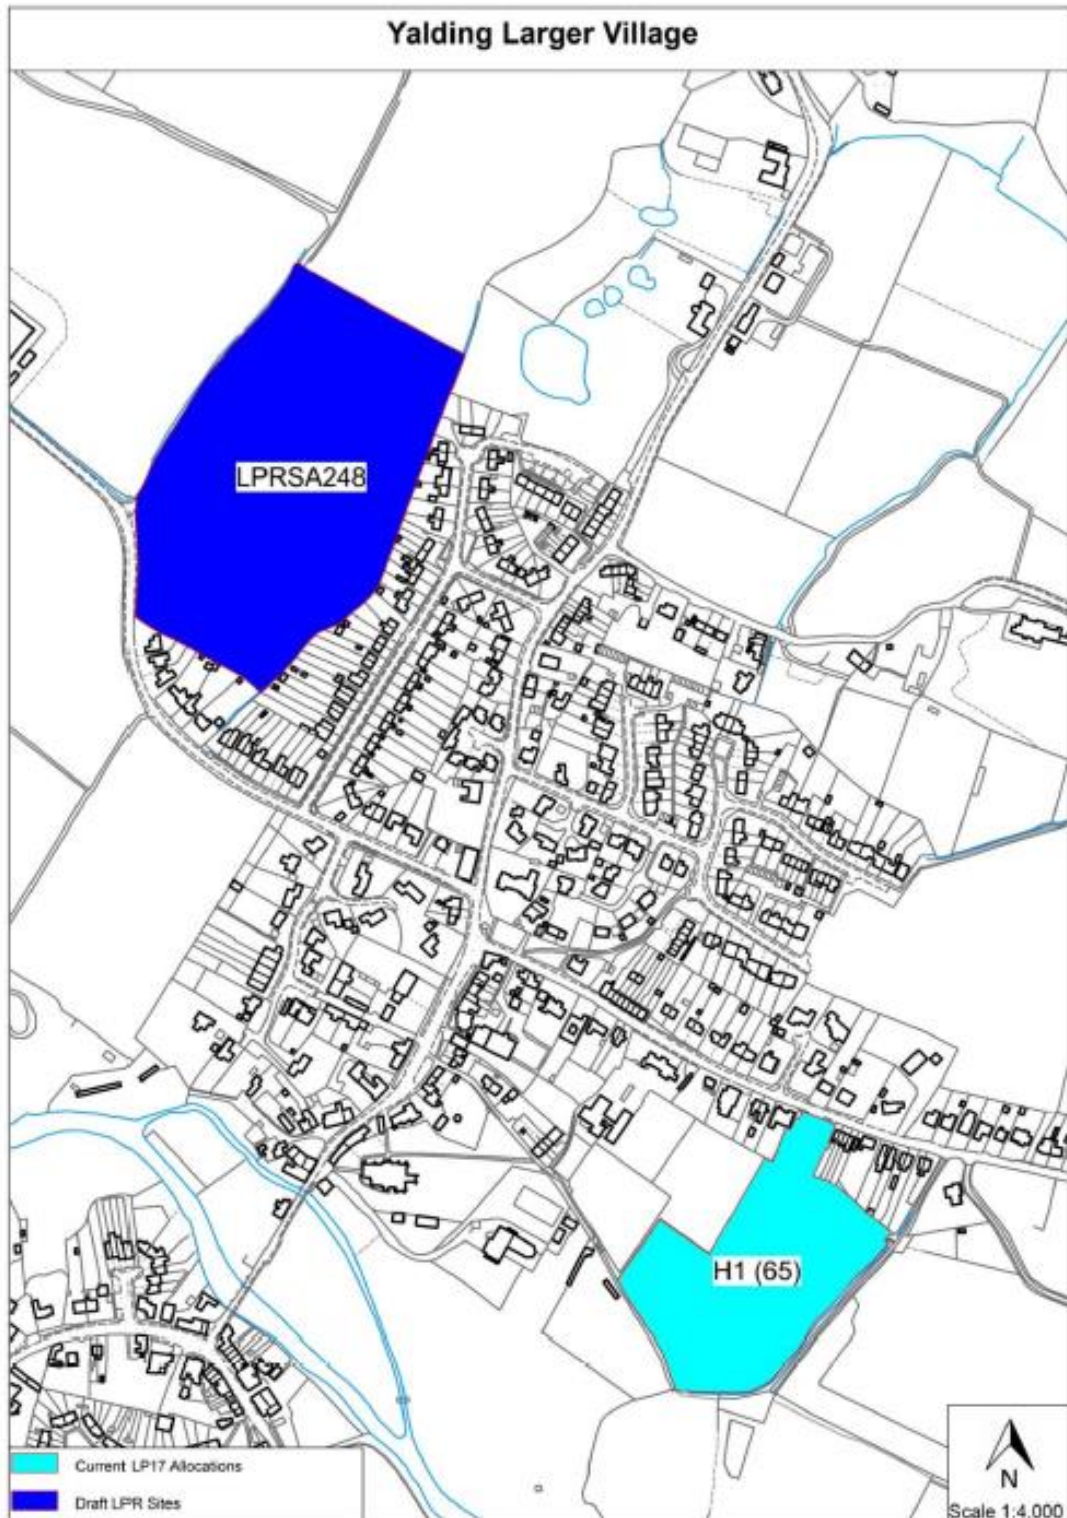 Yalding Larger Village
LPRSA248
H1 (65)
Current LP17 Allocations
Draft LPR Sites
N
Scale 1:4.000